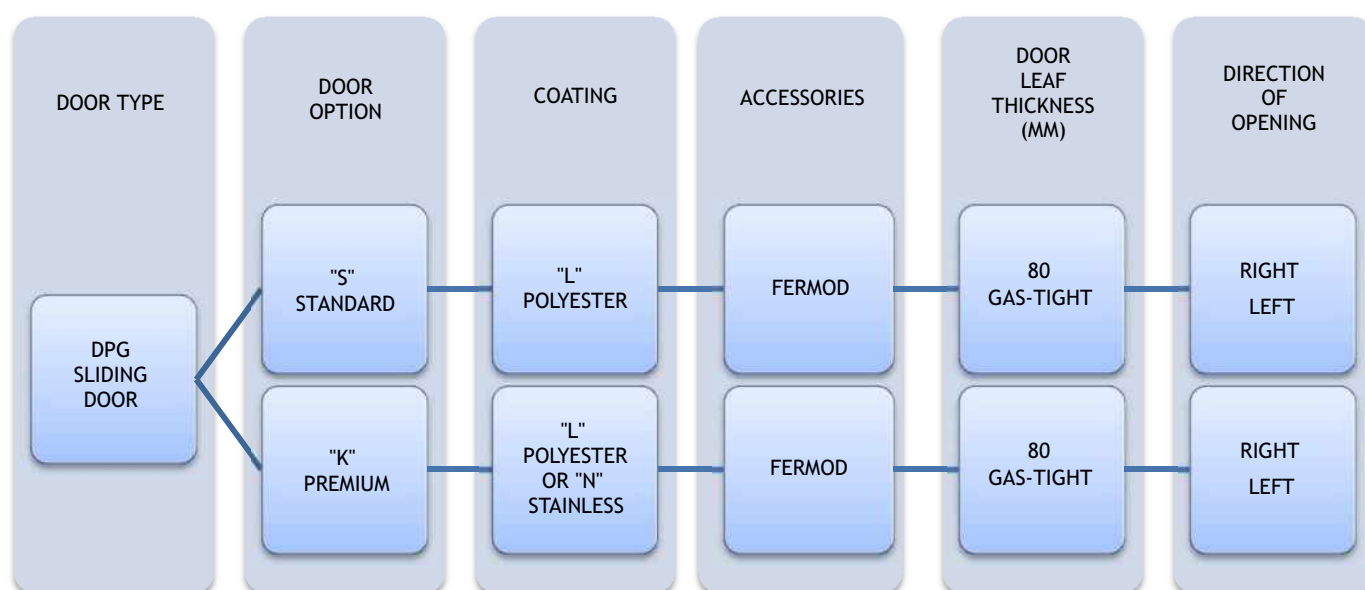 DOOR TYPE
DOOR
OPTION
COATING
ACCESSORIES
DOOR
LEAF
THICKNESS
(MM)
DIRECTION
OF
OPENING
DPG
SLIDING
DOOR
"S"
STANDARD
"L"
POLYESTER
FERMOD
80
GAS-TIGHT
RIGHT
LEFT
"K"
PREMIUM
"L"
POLYESTER
OR "N"
STAINLESS
FERMOD
80
GAS-TIGHT
RIGHT
LEFT